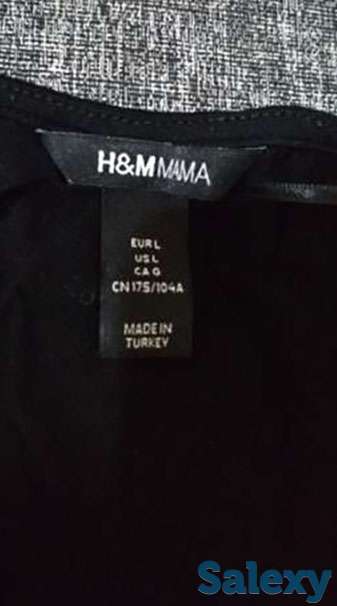 H&M MAMA
EUR L
US L
CA G
CN 175/104A
MADE IN
TURKEY
Salexy